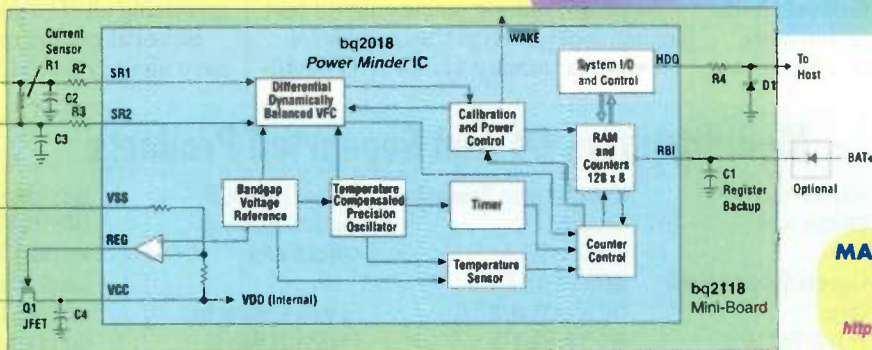 Current
Sensor
R1
R2
SR1
C2
R3
SR2
C3
bq2018
Power Minder IC
WAKE
Differential
Dynamically
Balanced VFC
Calibration
and Power
Control
System I/O
and Control
HDQ
R4
D1
To
Host
RAM
and
Counters
128 x 8
RBI
C1
Register
Backup
BAT
Optional
VSS
REG
Bandgap
Voltage
Reference
Temperature
Compensated
Precision
Oscillator
Timer
Temperature
Sensor
Counter
Control
VCC
VDD (Internal)
Q1
JFET
C4
bq2118
Mini-Board
MA
http